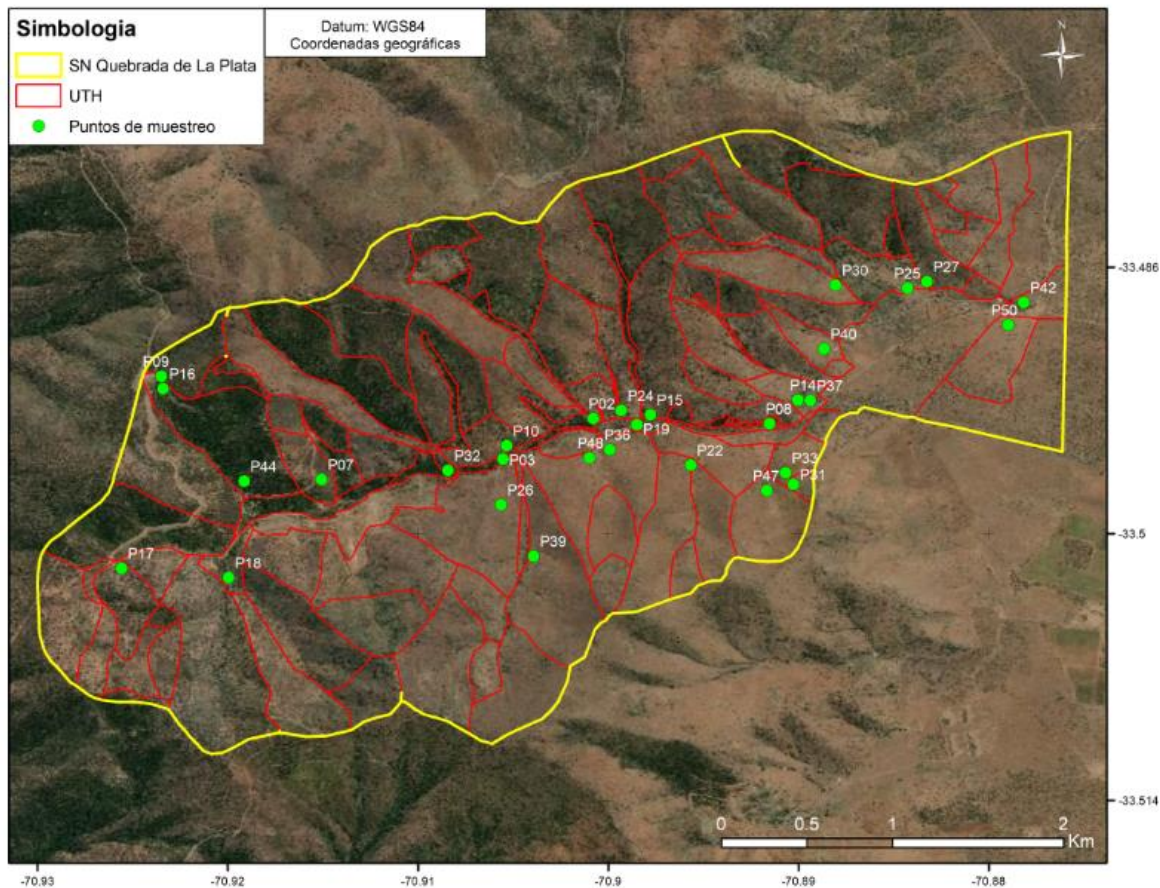 Simbologia
SN Quebrada de La Plata
UTH
Puntos de muestreo
Datum: WGS84
Coordenadas geográficas
N
P30
P25
P27
P42
P50
P40
P09
P16
P14
P37
P02
P24
P15
P08
P19
P10
P36
P48
P03
P32
P22
P33
P47
P31
P44
P07
P26
P39
P17
P18
-33.486
-33.5
-33.514
0 0.5 1 2
Km
-70.93 -70.92 -70.91 -70.9 -70.89 -70.88